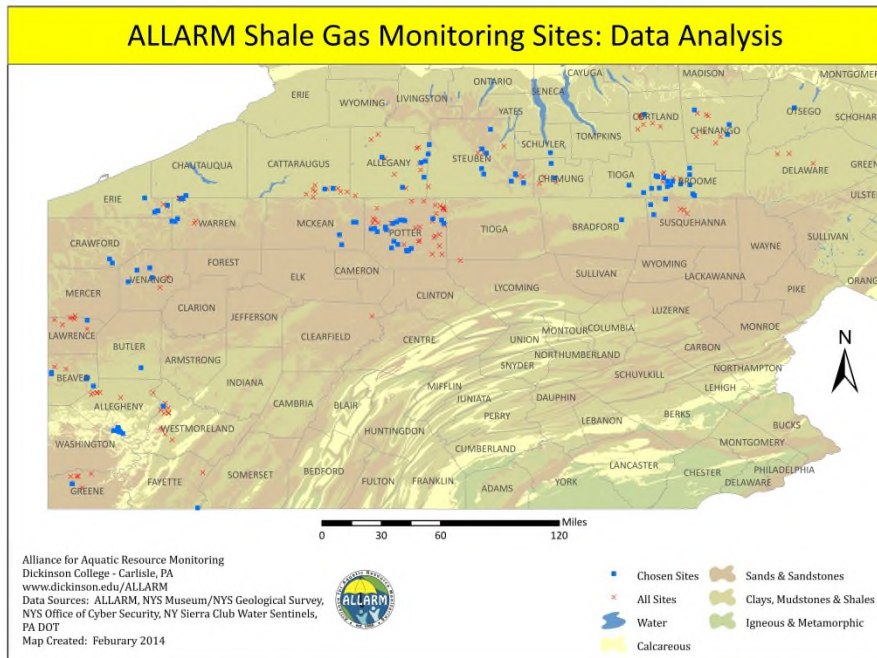 ALLARM Shale Gas Monitoring Sites: Data Analysis
ONTARIO
CAYUGA
MADISON
MONTGOMERY
ERIE
WYOMING
LIVINGSTON
SENECA
YATES
CORTLAND
OTSEGO
SCHOHARIE
CHENANGO
TOMPKINS
SCHUYLER
STEUBEN
ALLEGANY
CATTARAUGUS
CHAUTAUQUA
CHEMUNG
TIOGA
BROOME
DELAWARE
GREEN
ULSTE
ERIE
WARREN
MCKEAN
POTTER
TIOGA
BRADFORD
SUSQUEHANNA
SULLIVAN
CRAWFORD
FOREST
WAYNE
WYOMING
LACKAWANNA
ELK
CAMERON
SULLIVAN
VENANGO
LYCOMING
PIKE
ORANG
MERCER
CLARION
CLINTON
LUZERNE
JEFFERSON
MONROE
LAWRENCE
CLEARFIELD
CENTRE
UNION
MONTOUR
COLUMBIA
BUTLER
ARMSTRONG
NORTHUMBERLAND
CARBON
SNYDER
NORTHAMPTON
BEAVER
INDIANA
MIFFLIN
SCHUYLKILL
LEHIGH
ALLEGHENY
CAMBRIA
BLAIR
JUNIATA
DAUPHIN
BERKS
PERRY
LEBANON
BUCKS
WESTMORELAND
HUNTINGDON
WASHINGTON
CUMBERLAND
MONTGOMERY
LANCASTER
PHILADELPHIA
CHESTER
DELAWARE
SOMERSET
BEDFORD
FAYETTE
FULTON
FRANKLIN
ADAMS
YORK
GREENE
N
Miles
0 15 30 60 90 120
Alliance for Aquatic Resource Monitoring
Dickinson College - Carlisle, PA
www.dickinson.edu/ALLARM
Data Sources: ALLARM, NYS Museum/NYS Geological Survey,
NYS Office of Cyber Security, NY Sierra Club Water Sentinels,
PA DOT
Map Created: Feburary 2014
ALLARM
Chosen Sites
All Sites
Water
Calcareous
Sands & Sandstones
Clays, Mudstones & Shales
Igneous & Metamorphic